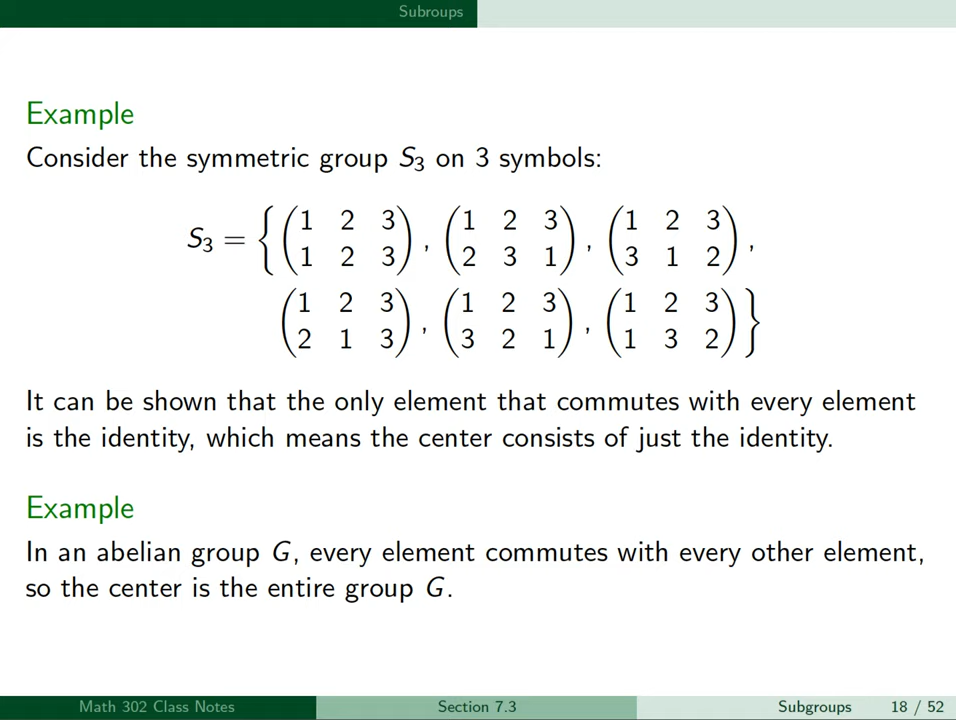 Subroups
Example
Consider the symmetric group S₃ on 3 symbols:
S₃ = { (1 2 3 / 1 2 3), (1 2 3 / 2 3 1), (1 2 3 / 3 1 2),
(1 2 3 / 2 1 3), (1 2 3 / 3 2 1), (1 2 3 / 1 3 2) }
It can be shown that the only element that commutes with every element
is the identity, which means the center consists of just the identity.
Example
In an abelian group G, every element commutes with every other element,
so the center is the entire group G.
Math 302 Class Notes Section 7.3 Subgroups 18 / 52